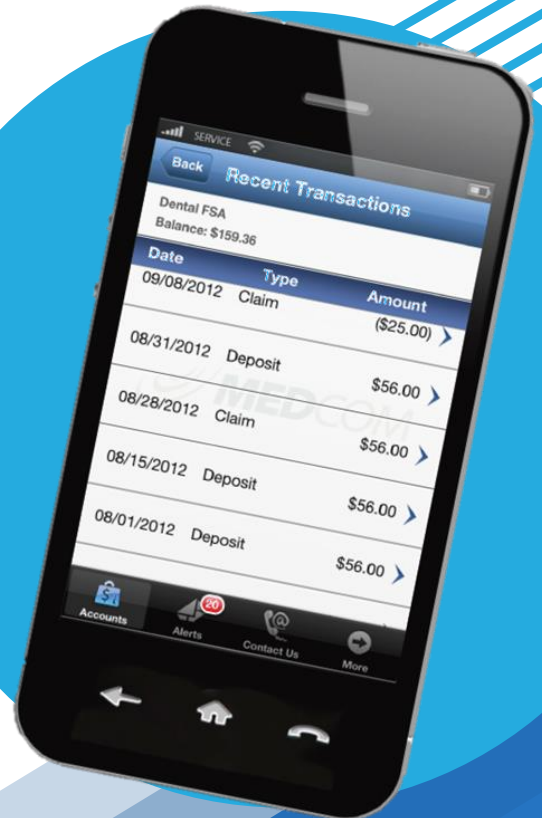 SERVICE
Back Recent Transactions
Dental FSA
Balance: $159.36
Date Type Amount
09/08/2012 Claim ($25.00)
08/31/2012 Deposit $56.00
08/28/2012 Claim $56.00
08/15/2012 Deposit $56.00
08/01/2012 Deposit $56.00
MEDCOM
20
Accounts Alerts Contact Us More